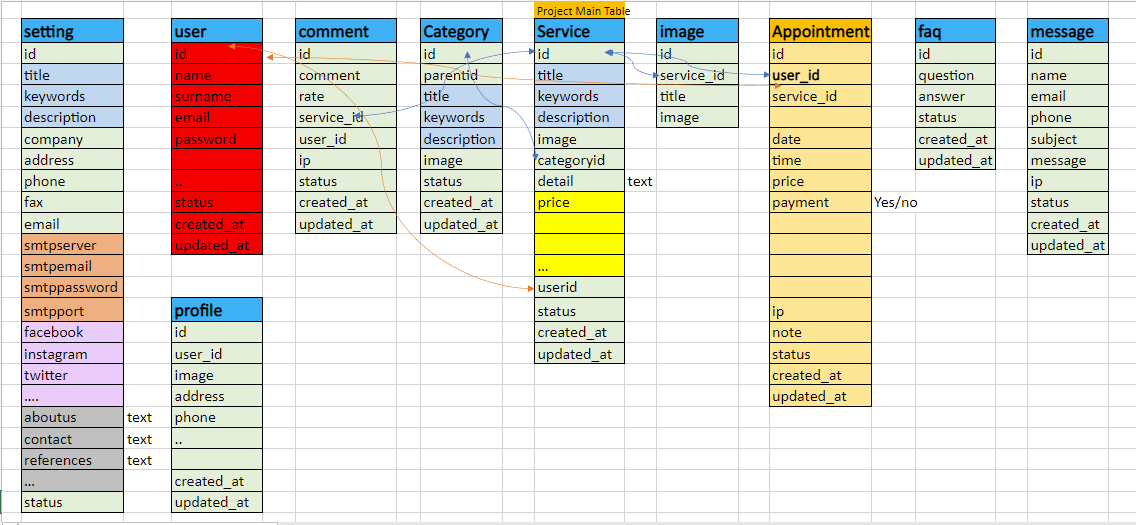 Project Main Table
setting
id
title
keywords
description
company
address
phone
fax
email
smtpserver
smtpemail
smtppassword
smtpport
facebook
instagram
twitter
....
aboutus text
contact text
references text
...
status
user
id
name
surname
email
password
..
status
created_at
updated_at
profile
id
user_id
image
address
phone
..
created_at
updated_at
comment
id
comment
rate
service_id
user_id
ip
status
created_at
updated_at
Category
id
parentid
title
keywords
description
image
status
created_at
updated_at
Service
id
title
keywords
description
image
categoryid
detail text
price
...
userid
status
created_at
updated_at
image
id
service_id
title
image
Appointment
id
user_id
service_id
date
time
price
payment Yes/no
ip
note
status
created_at
updated_at
faq
id
question
answer
status
created_at
updated_at
message
id
name
email
phone
subject
message
ip
status
created_at
updated_at